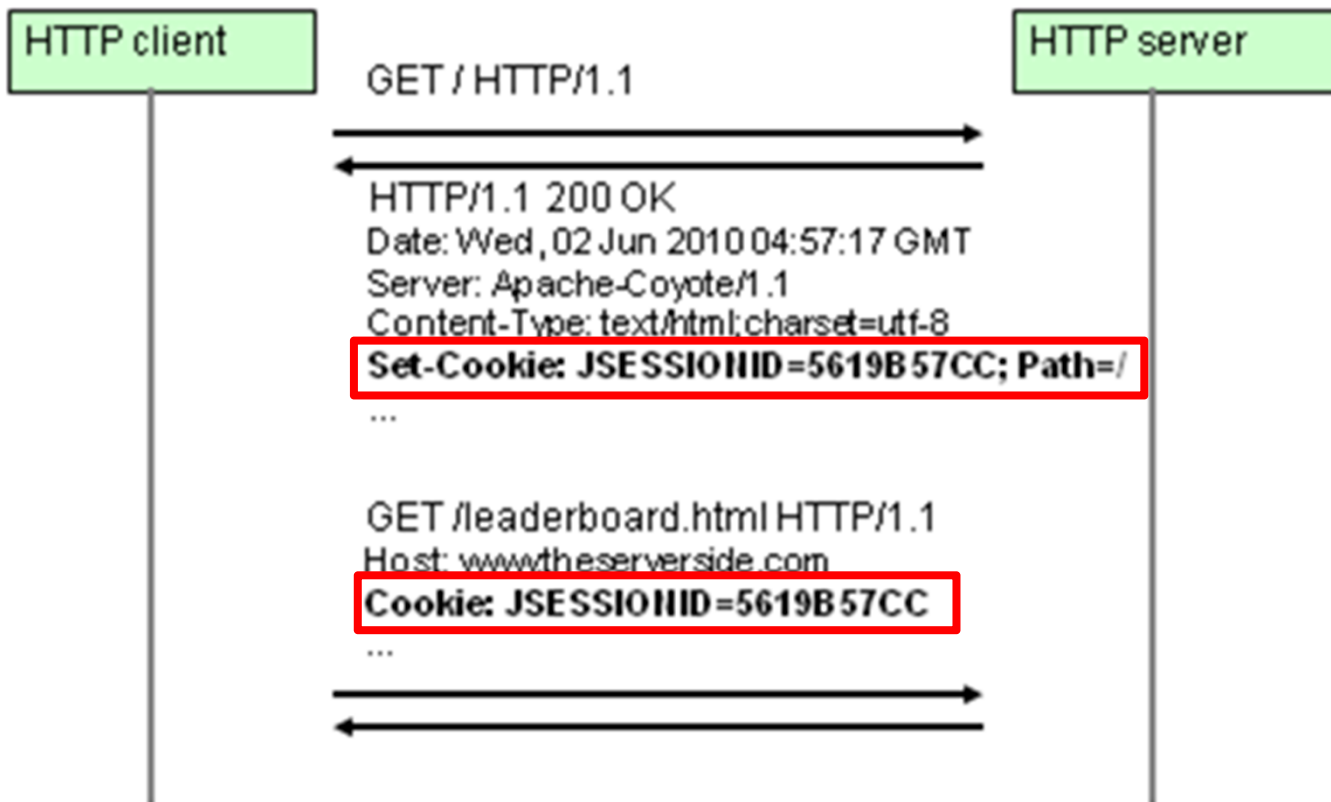 HTTP client
HTTP server
GET / HTTP/1.1
HTTP/1.1 200 OK
Date: Wed, 02 Jun 2010 04:57:17 GMT
Server: Apache-Coyote/1.1
Content-Type: text/html;charset=utf-8
Set-Cookie: JSESSIONID=5619B57CC; Path=/
...
GET /leaderboard.html HTTP/1.1
Host: www.theserverside.com
Cookie: JSESSIONID=5619B57CC
...